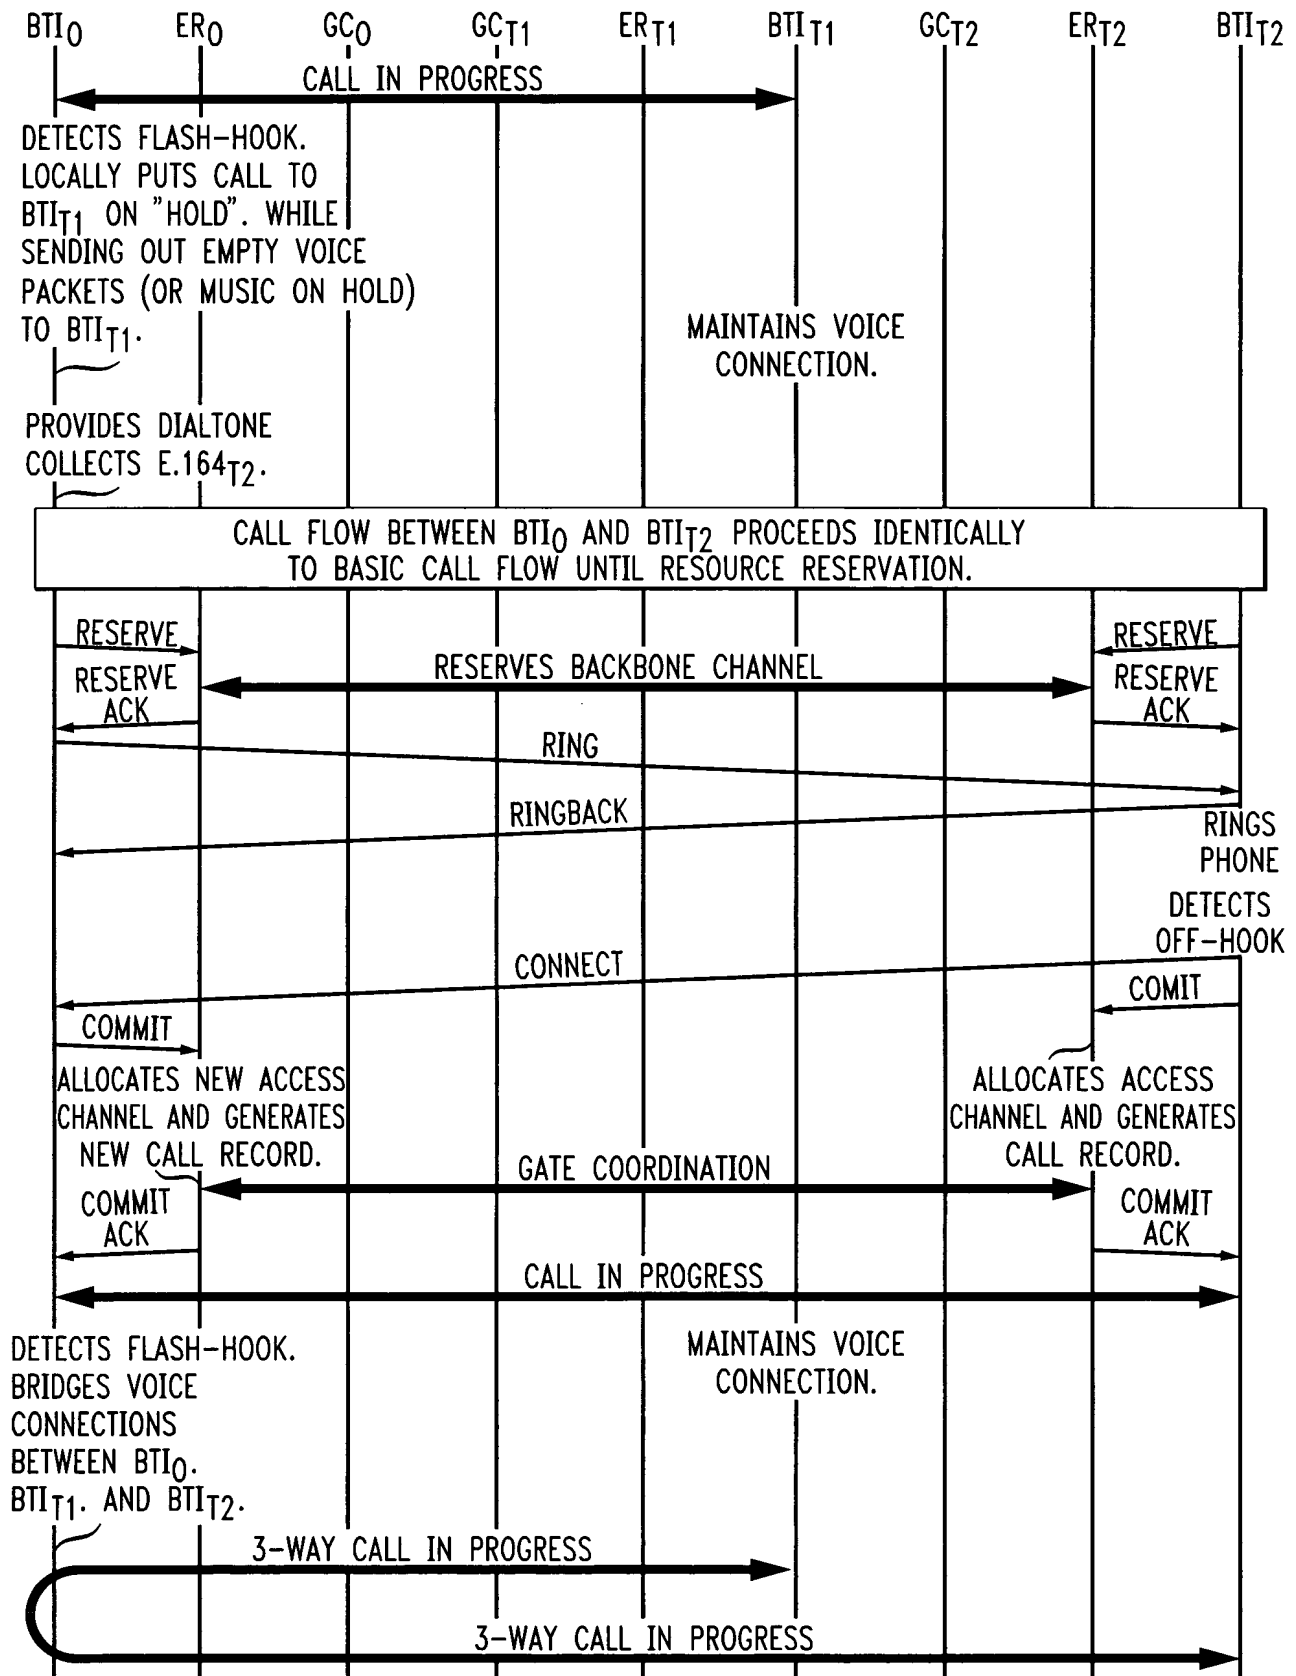 BTIO ERO GCO GCT1 ERT1 BTIT1 GCT2 ERT2 BTIT2
CALL IN PROGRESS
DETECTS FLASH-HOOK.
LOCALLY PUTS CALL TO
BTIT1 ON "HOLD". WHILE
SENDING OUT EMPTY VOICE
PACKETS (OR MUSIC ON HOLD)
TO BTIT1.
MAINTAINS VOICE
CONNECTION.
PROVIDES DIALTONE
COLLECTS E.164T2.
CALL FLOW BETWEEN BTIO AND BTIT2 PROCEEDS IDENTICALLY
TO BASIC CALL FLOW UNTIL RESOURCE RESERVATION.
RESERVE
RESERVE
RESERVES BACKBONE CHANNEL
RESERVE
ACK
RESERVE
ACK
RING
RINGBACK
RINGS
PHONE
DETECTS
OFF-HOOK
CONNECT
COMIT
COMMIT
ALLOCATES NEW ACCESS
CHANNEL AND GENERATES
NEW CALL RECORD.
ALLOCATES ACCESS
CHANNEL AND GENERATES
CALL RECORD.
GATE COORDINATION
COMMIT
ACK
COMMIT
ACK
CALL IN PROGRESS
DETECTS FLASH-HOOK.
BRIDGES VOICE
CONNECTIONS
BETWEEN BTIO.
BTIT1. AND BTIT2.
MAINTAINS VOICE
CONNECTION.
3-WAY CALL IN PROGRESS
3-WAY CALL IN PROGRESS